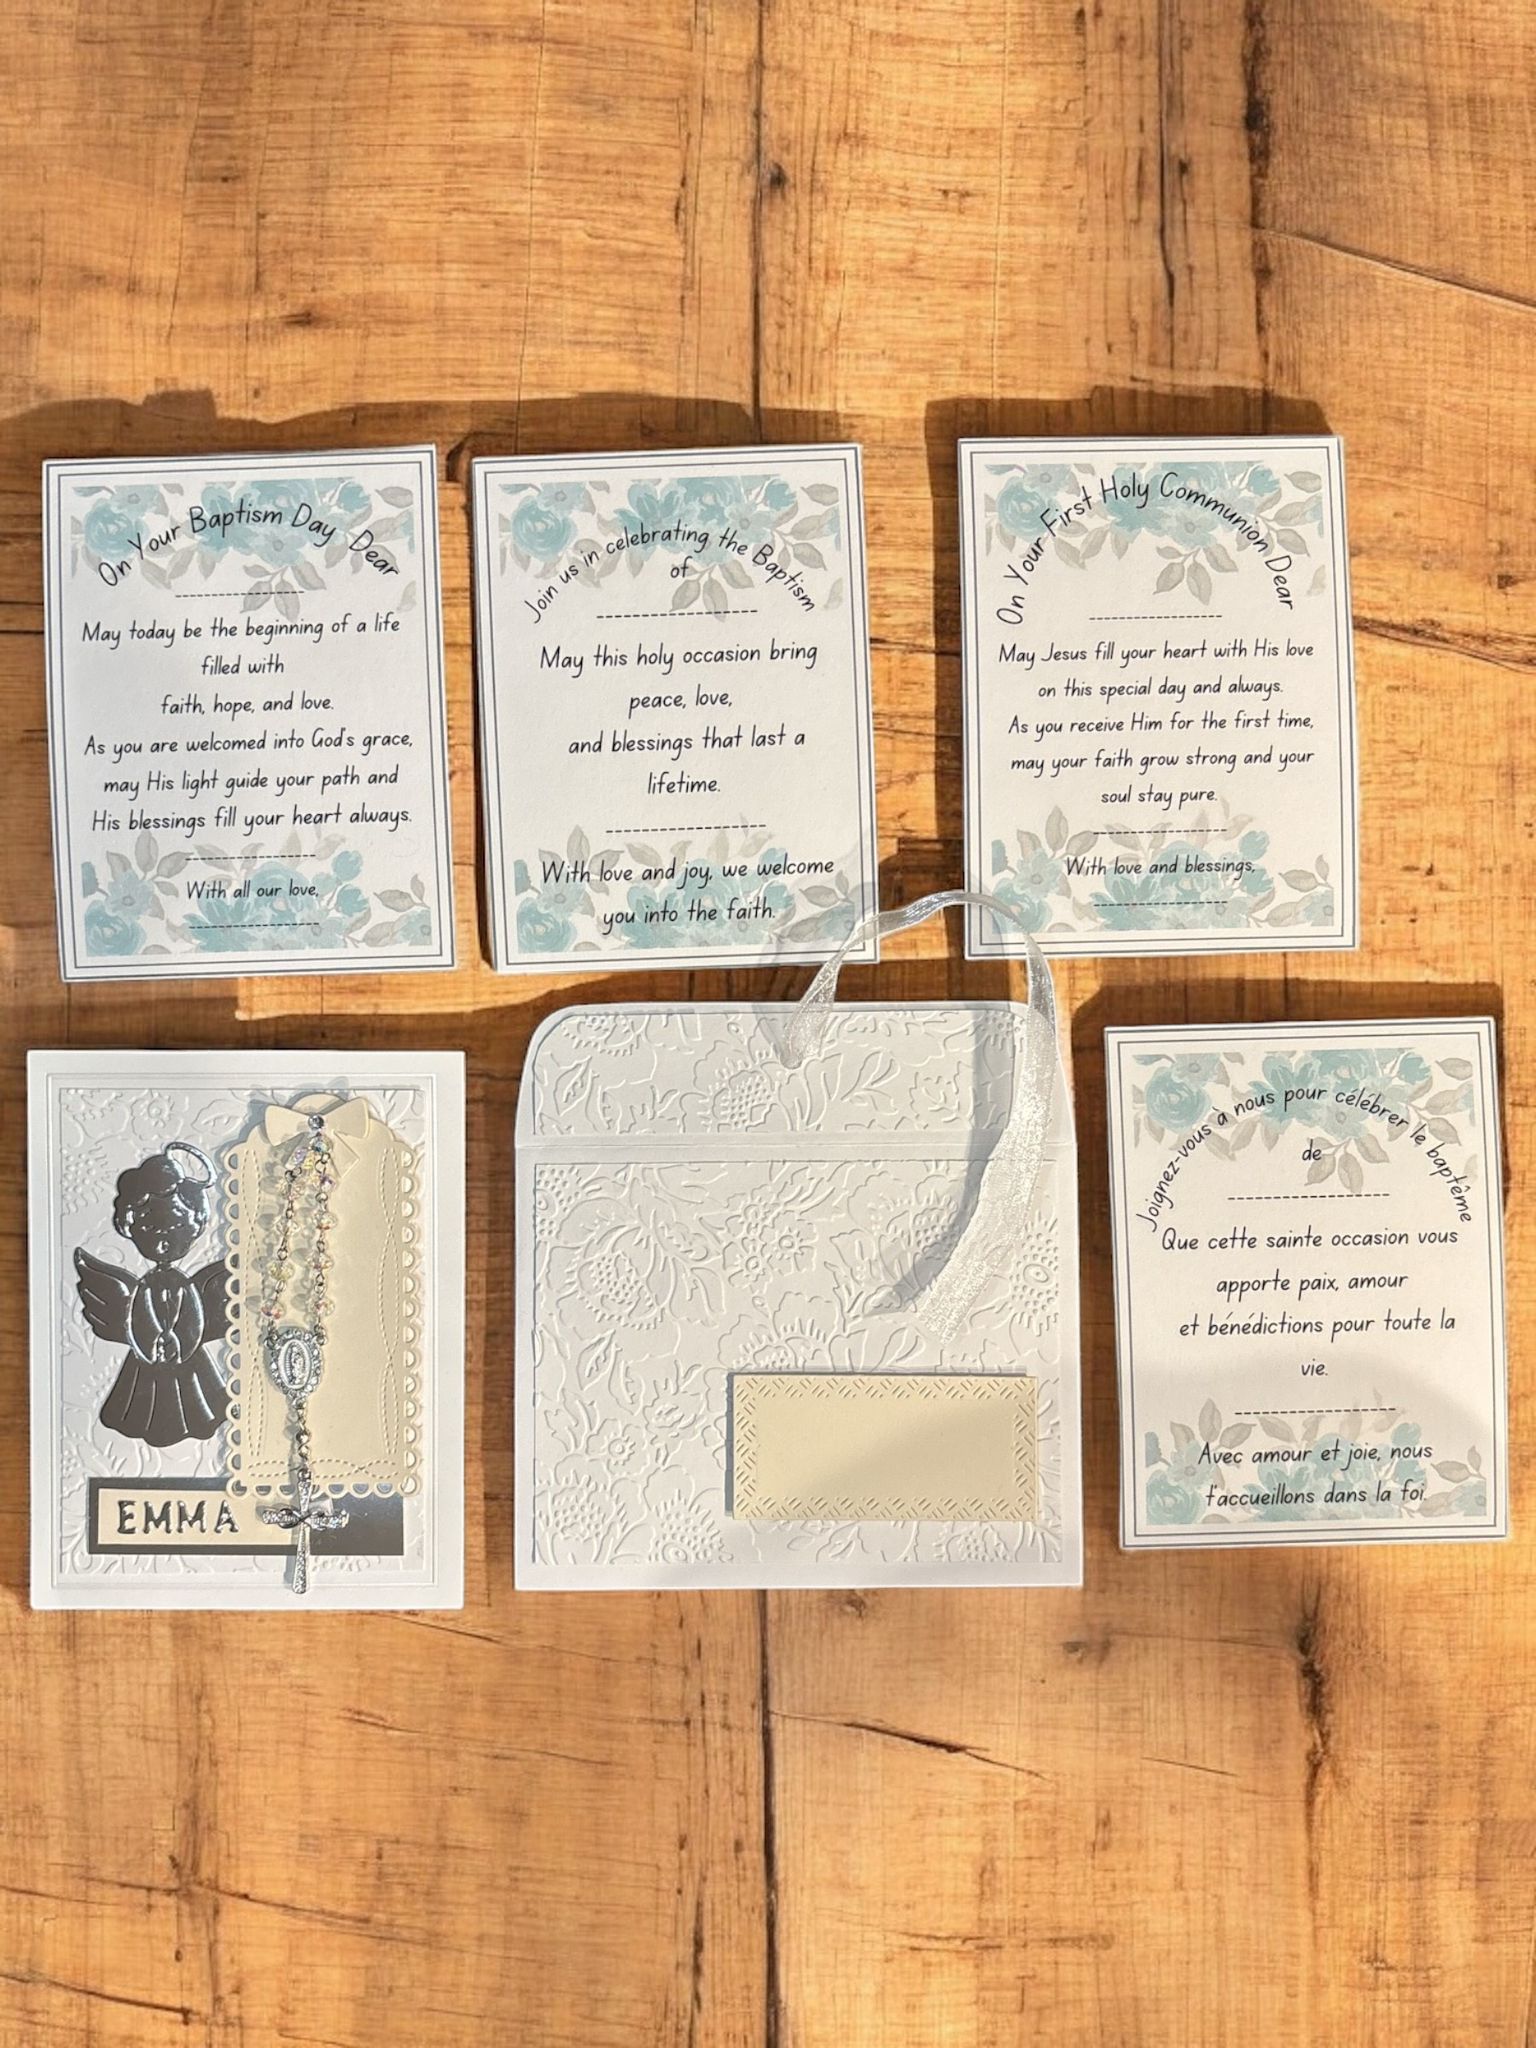 On Your Baptism Day Dear
May today be the beginning of a life
filled with
faith, hope, and love.
As you are welcomed into God's grace,
may His light guide your path and
His blessings fill your heart always.
With all our love,
Join us in celebrating the Baptism
of
May this holy occasion bring
peace, love,
and blessings that last a
lifetime.
With love and joy, we welcome
you into the faith.
On Your First Holy Communion Dear
May Jesus fill your heart with His love
on this special day and always.
As you receive Him for the first time,
may your faith grow strong and your
soul stay pure.
With love and blessings,
EMMA
Joignez-vous à nous pour célébrer le baptême
de
Que cette sainte occasion vous
apporte paix, amour
et bénédictions pour toute la
vie.
Avec amour et joie, nous
t'accueillons dans la foi.